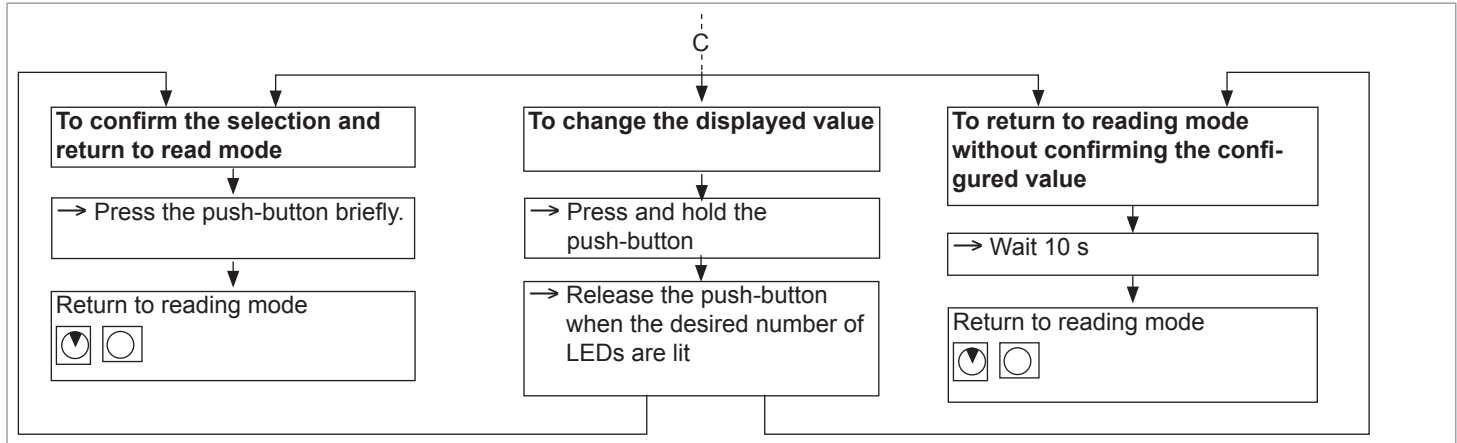 C
To confirm the selection and
return to read mode
→ Press the push-button briefly.
Return to reading mode
To change the displayed value
→ Press and hold the
push-button
→ Release the push-button
when the desired number of
LEDs are lit
To return to reading mode
without confirming the confi-
gured value
→ Wait 10 s
Return to reading mode